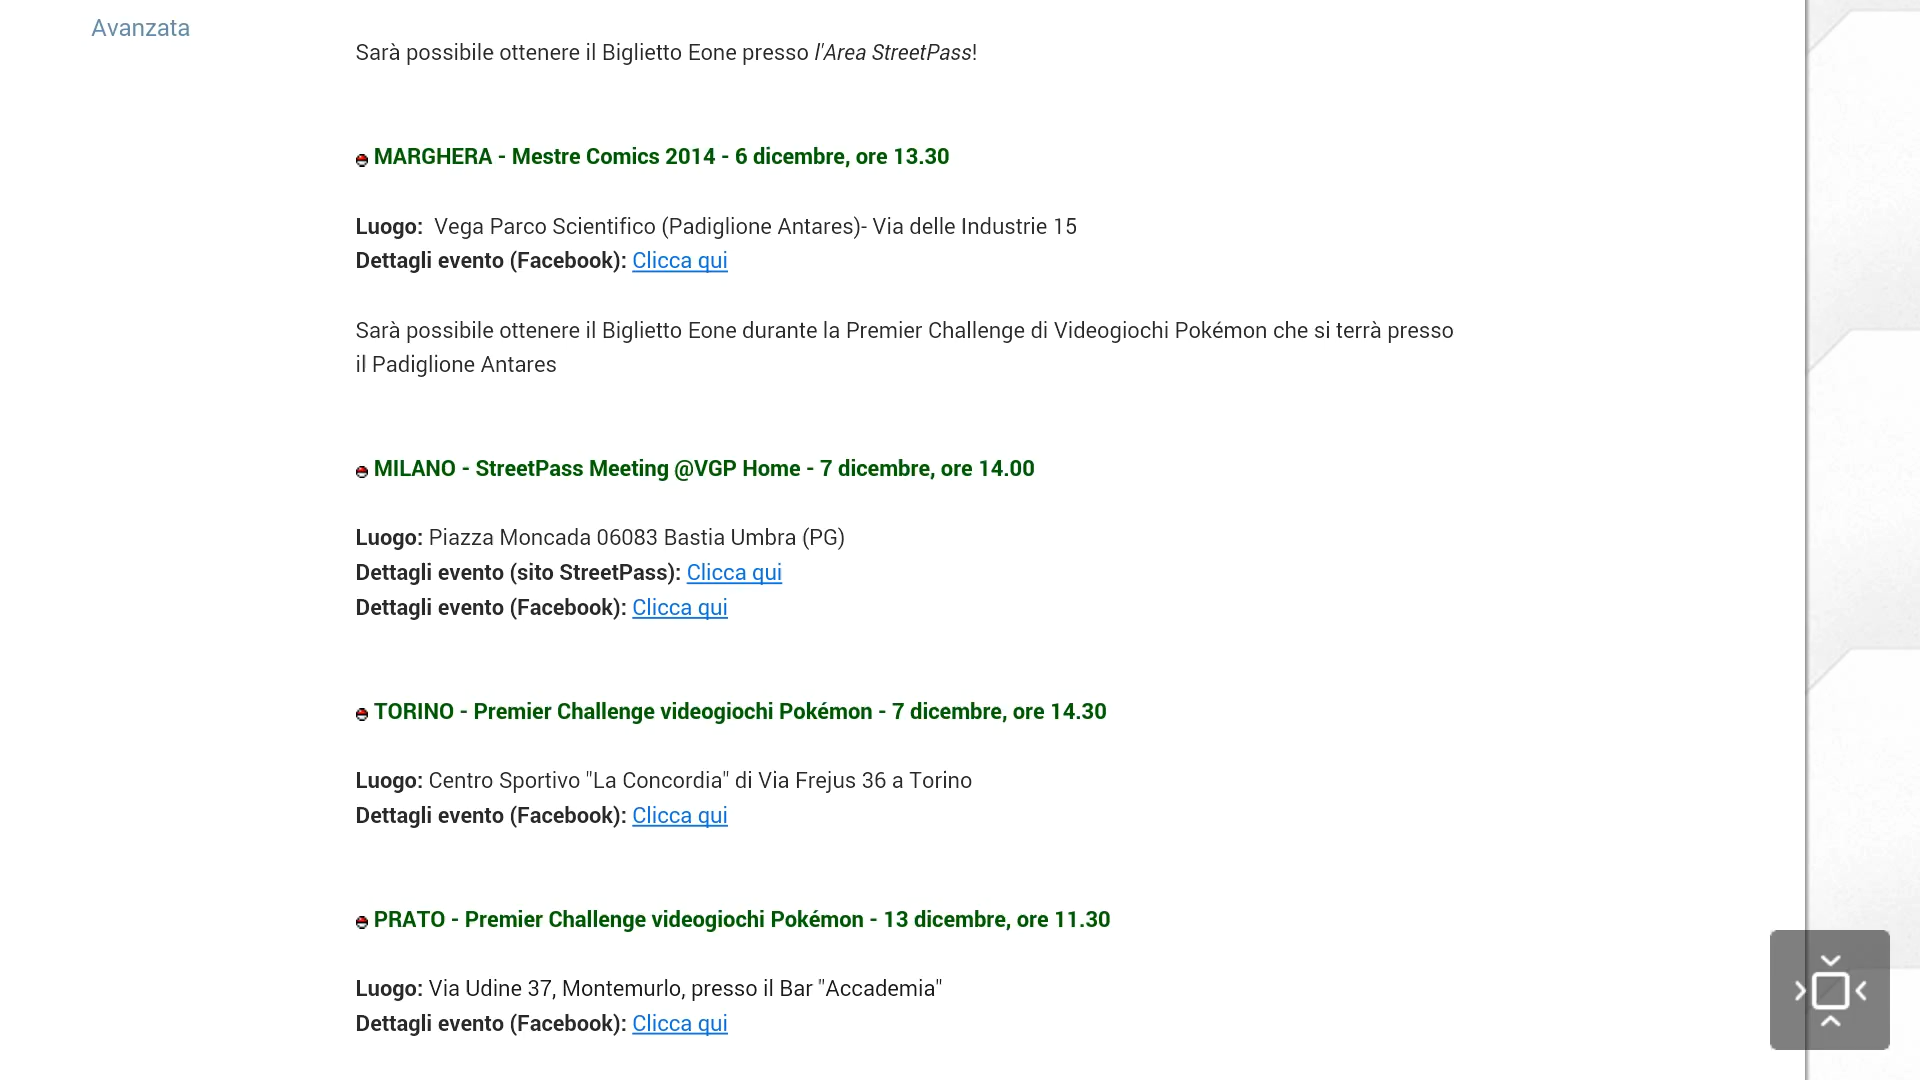 Avanzata
Sarà possibile ottenere il Biglietto Eone presso l'Area StreetPass!
MARGHERA - Mestre Comics 2014 - 6 dicembre, ore 13.30
Luogo:  Vega Parco Scientifico (Padiglione Antares)- Via delle Industrie 15
Dettagli evento (Facebook): Clicca qui
Sarà possibile ottenere il Biglietto Eone durante la Premier Challenge di Videogiochi Pokémon che si terrà presso
il Padiglione Antares
MILANO - StreetPass Meeting @VGP Home - 7 dicembre, ore 14.00
Luogo: Piazza Moncada 06083 Bastia Umbra (PG)
Dettagli evento (sito StreetPass): Clicca qui
Dettagli evento (Facebook): Clicca qui
TORINO - Premier Challenge videogiochi Pokémon - 7 dicembre, ore 14.30
Luogo: Centro Sportivo "La Concordia" di Via Frejus 36 a Torino
Dettagli evento (Facebook): Clicca qui
PRATO - Premier Challenge videogiochi Pokémon - 13 dicembre, ore 11.30
Luogo: Via Udine 37, Montemurlo, presso il Bar "Accademia"
Dettagli evento (Facebook): Clicca qui